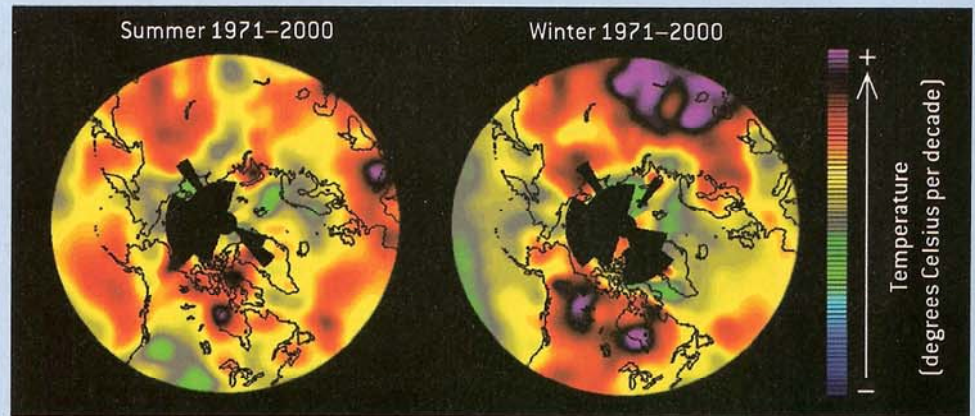 Summer 1971–2000
Winter 1971–2000
+
Temperature
(degrees Celsius per decade)
–